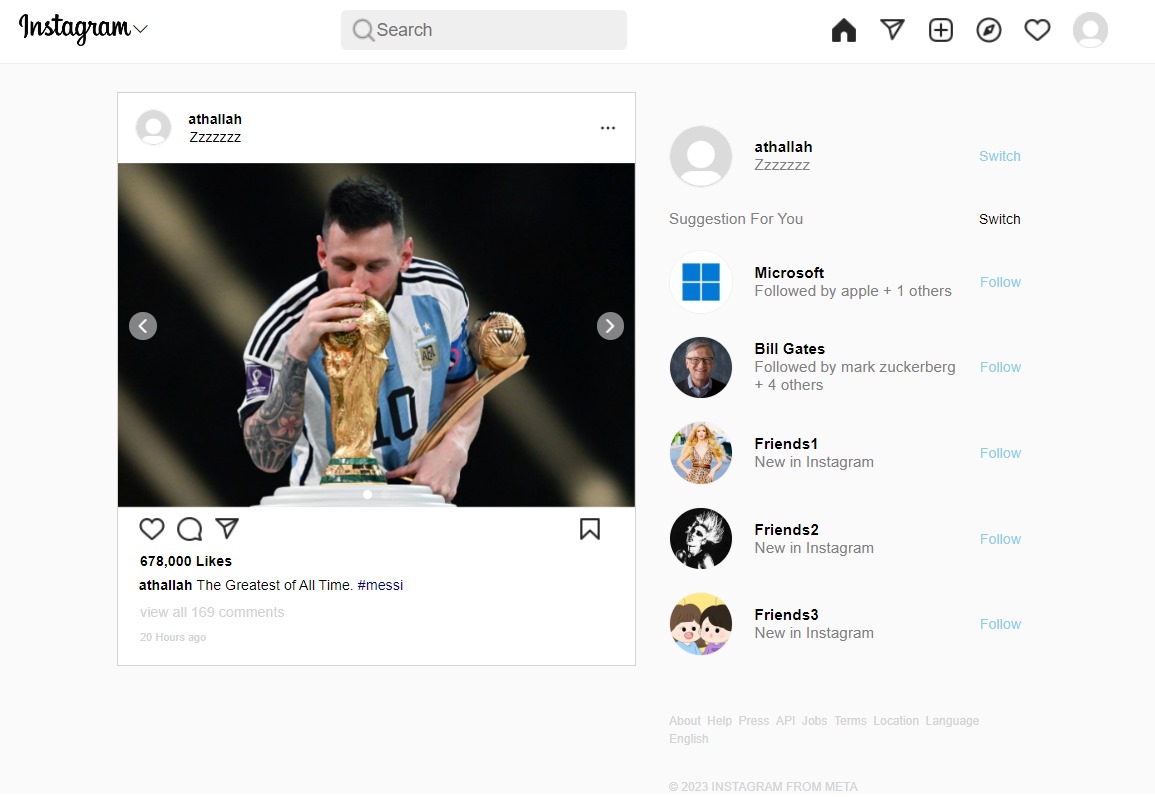 Instagram
Search
athallah
Zzzzzzz
AFA
10
678,000 Likes
athallah The Greatest of All Time. #messi
view all 169 comments
20 Hours ago
athallah
Zzzzzzz
Switch
Suggestion For You
Switch
Microsoft
Followed by apple + 1 others
Follow
Bill Gates
Followed by mark zuckerberg
+ 4 others
Follow
Friends1
New in Instagram
Follow
Friends2
New in Instagram
Follow
Friends3
New in Instagram
Follow
About Help Press API Jobs Terms Location Language
English
© 2023 INSTAGRAM FROM META